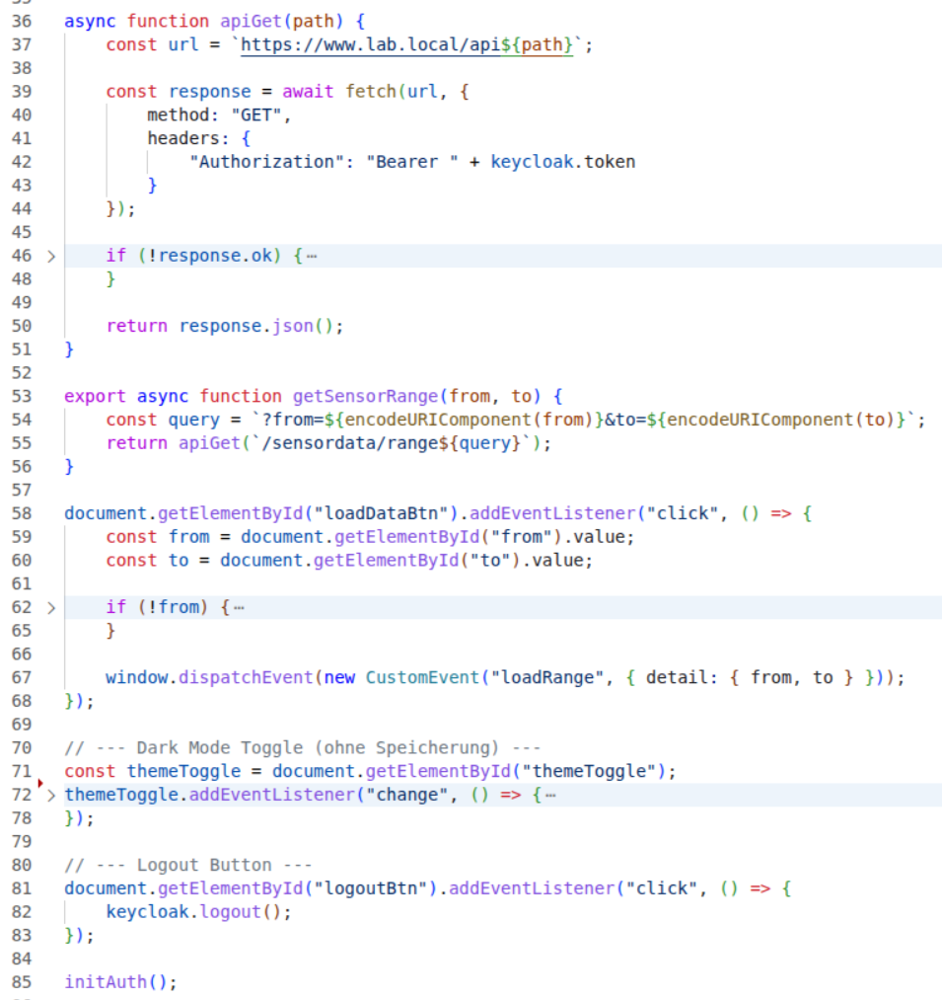 36 async function apiGet(path) {
37     const url = `https://www.lab.local/api${path}`;
38
39     const response = await fetch(url, {
40         method: "GET",
41         headers: {
42             "Authorization": "Bearer " + keycloak.token
43         }
44     });
45
46     if (!response.ok) {⋯
48     }
49
50     return response.json();
51 }
52
53 export async function getSensorRange(from, to) {
54     const query = `?from=${encodeURIComponent(from)}&to=${encodeURIComponent(to)}`;
55     return apiGet(`/sensordata/range${query}`);
56 }
57
58 document.getElementById("loadDataBtn").addEventListener("click", () => {
59     const from = document.getElementById("from").value;
60     const to = document.getElementById("to").value;
61
62     if (!from) {⋯
65     }
66
67     window.dispatchEvent(new CustomEvent("loadRange", { detail: { from, to } }));
68 });
69
70 // --- Dark Mode Toggle (ohne Speicherung) ---
71 const themeToggle = document.getElementById("themeToggle");
72 themeToggle.addEventListener("change", () => {⋯
78 });
79
80 // --- Logout Button ---
81 document.getElementById("logoutBtn").addEventListener("click", () => {
82     keycloak.logout();
83 });
84
85 initAuth();